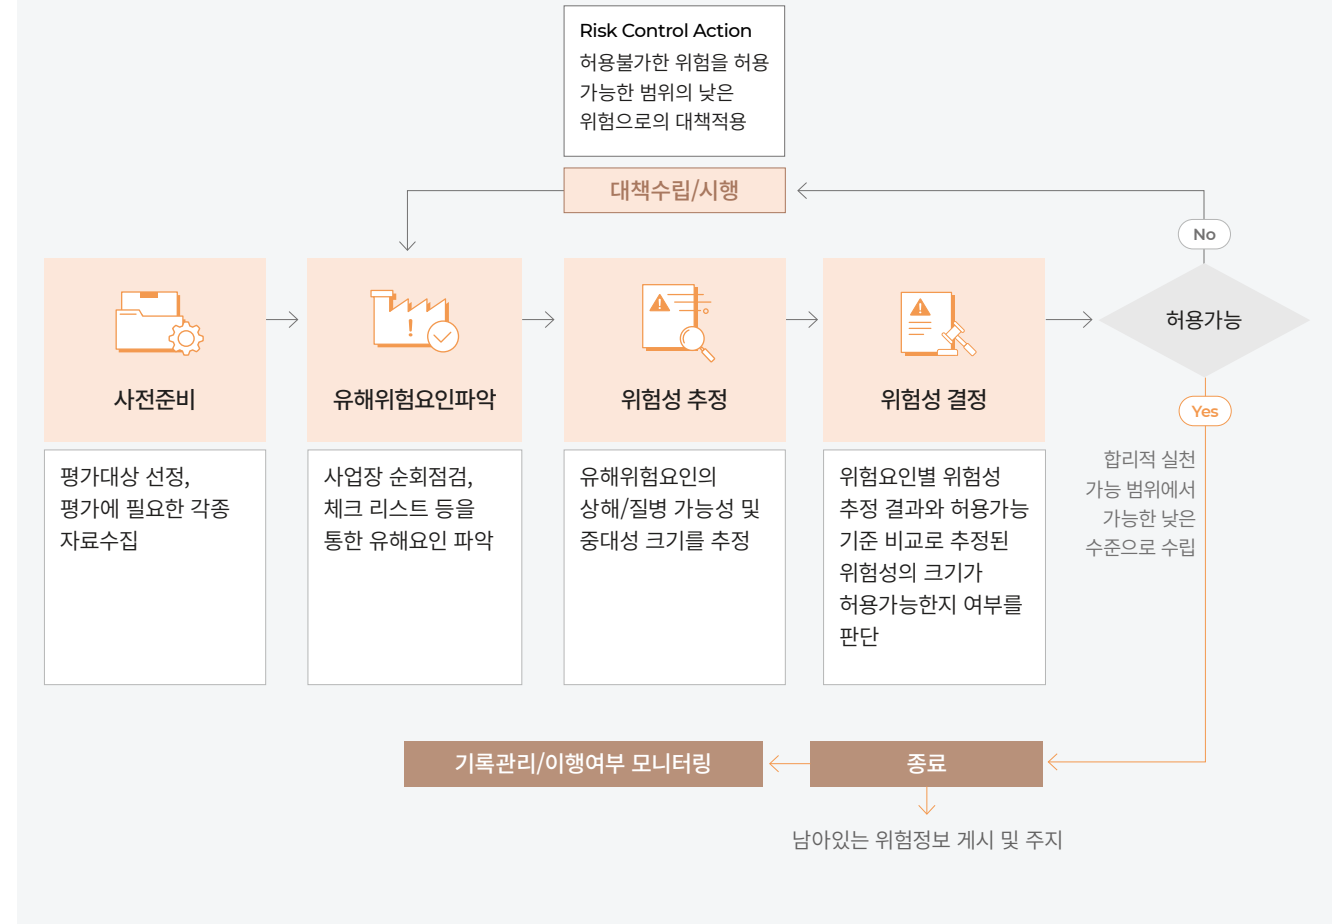 Risk Control Action
허용불가한 위험을 허용
가능한 범위의 낮은
위험으로의 대책적용
대책수립/시행
No
사전준비
유해위험요인파악
위험성 추정
위험성 결정
허용가능
Yes
평가대상 선정,
평가에 필요한 각종
자료수집
사업장 순회점검,
체크 리스트 등을
통한 유해요인 파악
유해위험요인의
상해/질병 가능성 및
중대성 크기를 추정
위험요인별 위험성
추정 결과와 허용가능
기준 비교로 추정된
위험성의 크기가
허용가능한지 여부를
판단
합리적 실천
가능 범위에서
가능한 낮은
수준으로 수립
기록관리/이행여부 모니터링
종료
남아있는 위험정보 게시 및 주지